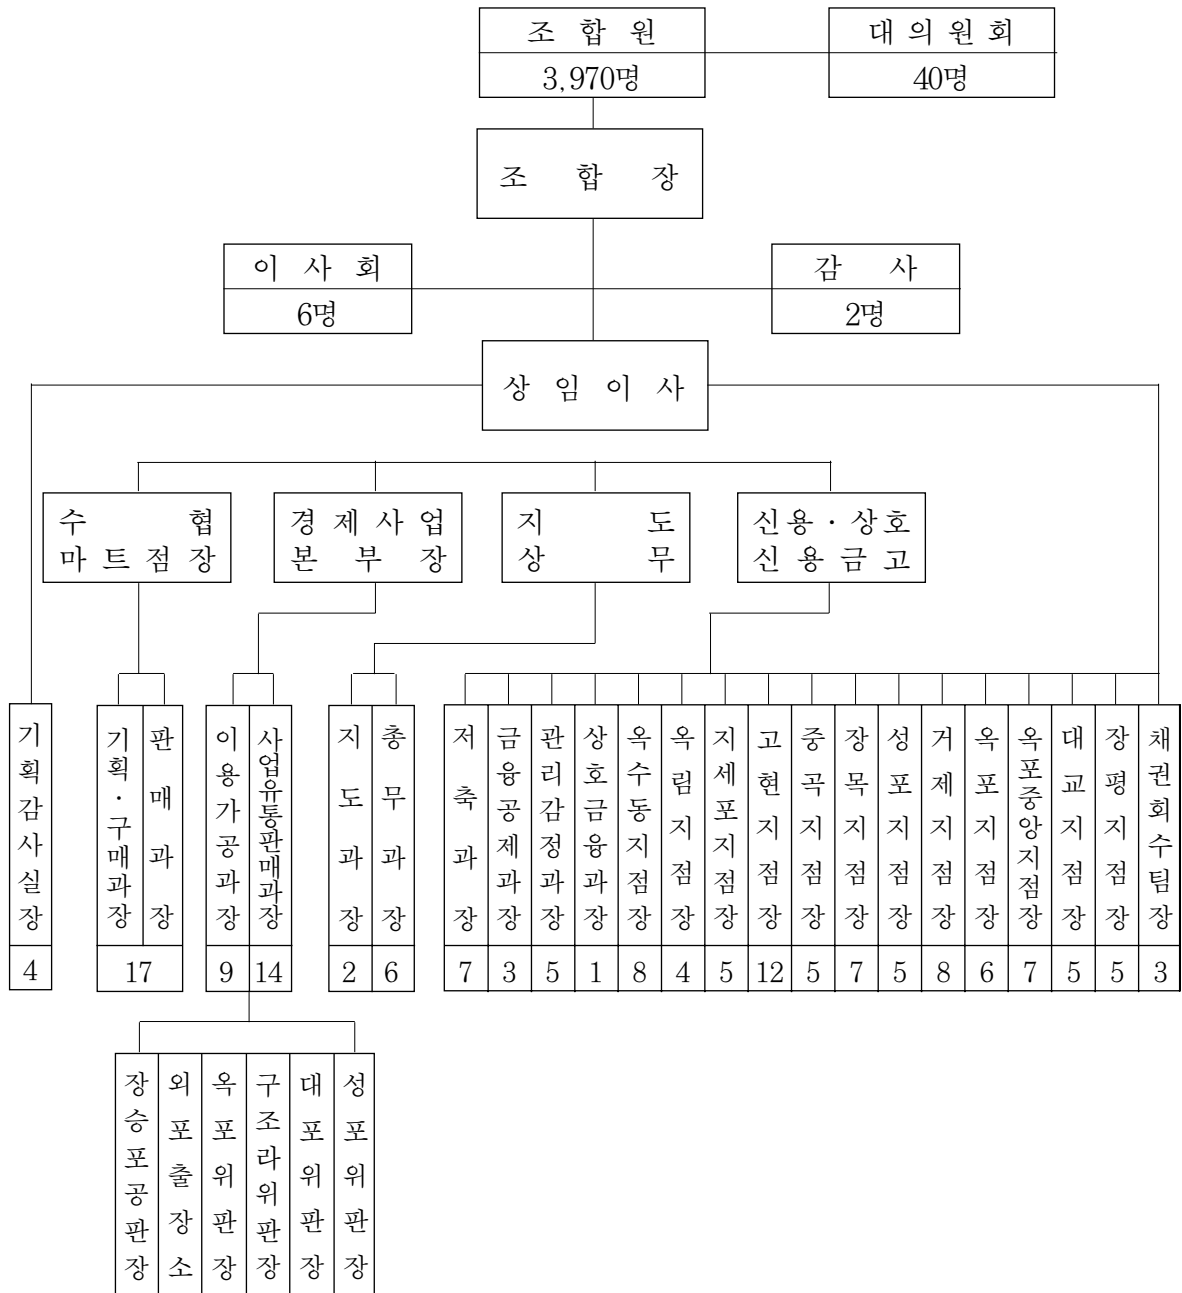 조 합 원
3,970명
대 의 원 회
40명
조 합 장
이 사 회
6명
감 사
2명
상 임 이 사
수 협
마 트 점 장
경 제 사 업
본 부 장
지 도
상 무
신 용 · 상 호
신 용 금 고
기획감사실장
4
기획·구매과장
판매과장
17
이용가공과장
9
사업유통판매과장
14
지도과장
2
총무과장
6
저축과장
7
금융공제과장
3
관리감정과장
5
상호금융과장
1
옥수동지점장
8
옥림지점장
4
지세포지점장
5
고현지점장
12
중곡지점장
5
장목지점장
7
성포지점장
5
거제지점장
8
옥포지점장
6
옥포중앙지점장
7
대교지점장
5
장평지점장
5
채권회수팀장
3
장승포공판장
외포출장소
옥포위판장
구조라위판장
대포위판장
성포위판장